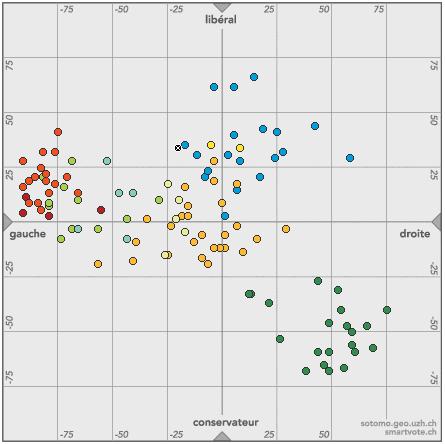 -75 -50 -25 25 50 75
libéral
75 75
50 50
25 25
gauche droite
-25 -25
-50 -50
-75 -75
conservateur
sotomo.geo.uzh.ch
smartvote.ch
-75 -50 -25 25 50 75